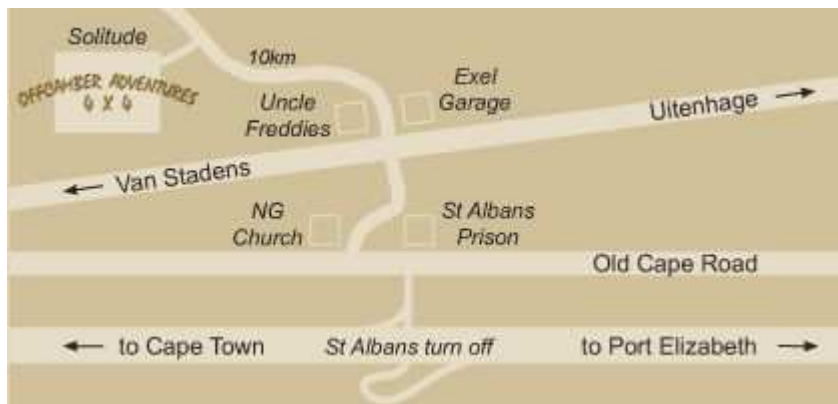 Solitude
OFFCAMBER ADVENTURES
4 X 4
10km
Uncle
Freddies
Exel
Garage
Uitenhage
Van Stadens
NG
Church
St Albans
Prison
Old Cape Road
to Cape Town
St Albans turn off
to Port Elizabeth